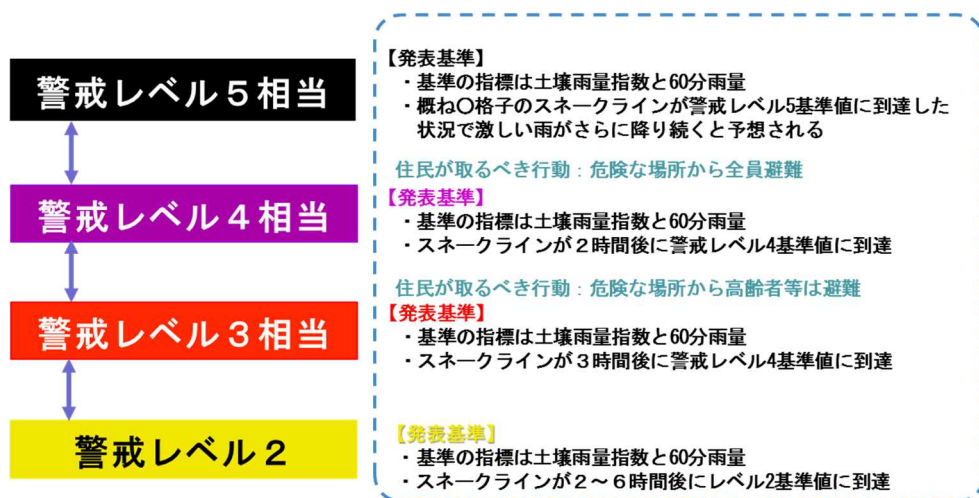 警戒レベル5相当
【発表基準】
・基準の指標は土壌雨量指数と60分雨量
・概ね〇格子のスネークラインが警戒レベル5基準値に到達した
状況で激しい雨がさらに降り続くと予想される
住民が取るべき行動：危険な場所から全員避難
警戒レベル４相当
【発表基準】
・基準の指標は土壌雨量指数と60分雨量
・スネークラインが２時間後に警戒レベル4基準値に到達
住民が取るべき行動：危険な場所から高齢者等は避難
警戒レベル３相当
【発表基準】
・基準の指標は土壌雨量指数と60分雨量
・スネークラインが３時間後に警戒レベル4基準値に到達
警戒レベル２
【発表基準】
・基準の指標は土壌雨量指数と60分雨量
・スネークラインが２～６時間後にレベル2基準値に到達